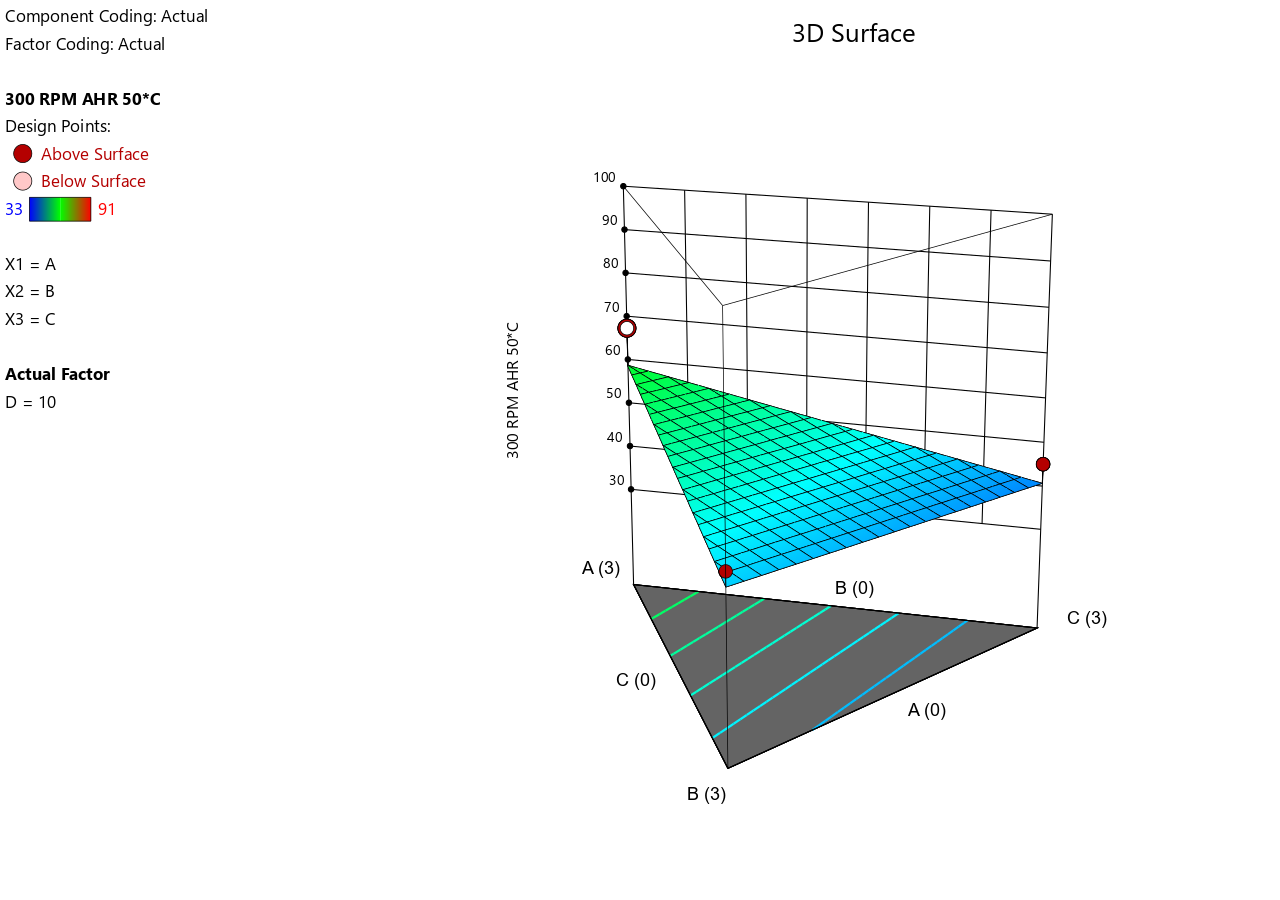 Component Coding: Actual
Factor Coding: Actual
3D Surface
300 RPM AHR 50*C
Design Points:
Above Surface
Below Surface
33 91
X1 = A
X2 = B
X3 = C
Actual Factor
D = 10
300 RPM AHR 50*C
100
90
80
70
60
50
40
30
A (3)
B (0)
C (3)
C (0)
A (0)
B (3)